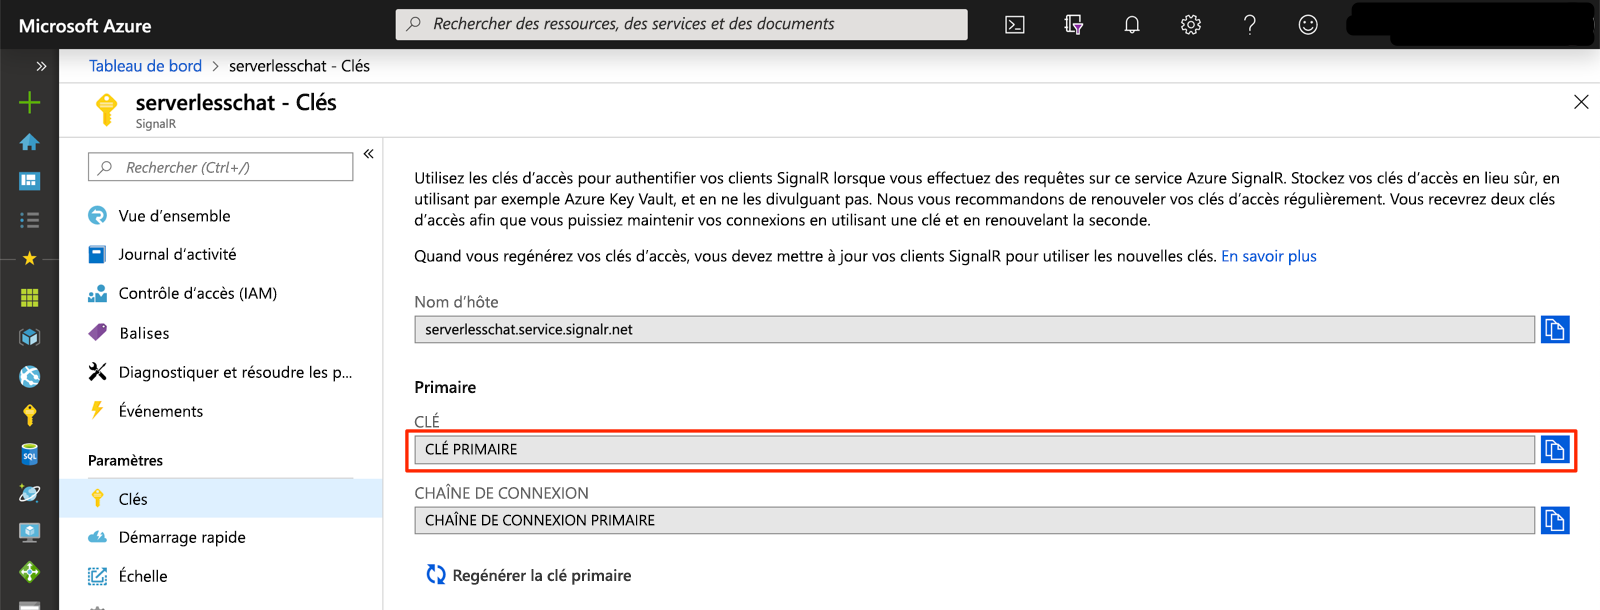 Microsoft Azure
Rechercher des ressources, des services et des documents
Tableau de bord > serverlesschat - Clés
serverlesschat - Clés
SignalR
Rechercher (Ctrl+/)
Vue d’ensemble
Journal d’activité
Contrôle d’accès (IAM)
Balises
Diagnostiquer et résoudre les p...
Événements
Paramètres
Clés
Démarrage rapide
Échelle
Utilisez les clés d’accès pour authentifier vos clients SignalR lorsque vous effectuez des requêtes sur ce service Azure SignalR. Stockez vos clés d’accès en lieu sûr, en
utilisant par exemple Azure Key Vault, et en ne les divulguant pas. Nous vous recommandons de renouveler vos clés d’accès régulièrement. Vous recevrez deux clés
d’accès afin que vous puissiez maintenir vos connexions en utilisant une clé et en renouvelant la seconde.
Quand vous regénérez vos clés d’accès, vous devez mettre à jour vos clients SignalR pour utiliser les nouvelles clés. En savoir plus
Nom d’hôte
serverlesschat.service.signalr.net
Primaire
CLÉ
CLÉ PRIMAIRE
CHAÎNE DE CONNEXION
CHAÎNE DE CONNEXION PRIMAIRE
Regénérer la clé primaire